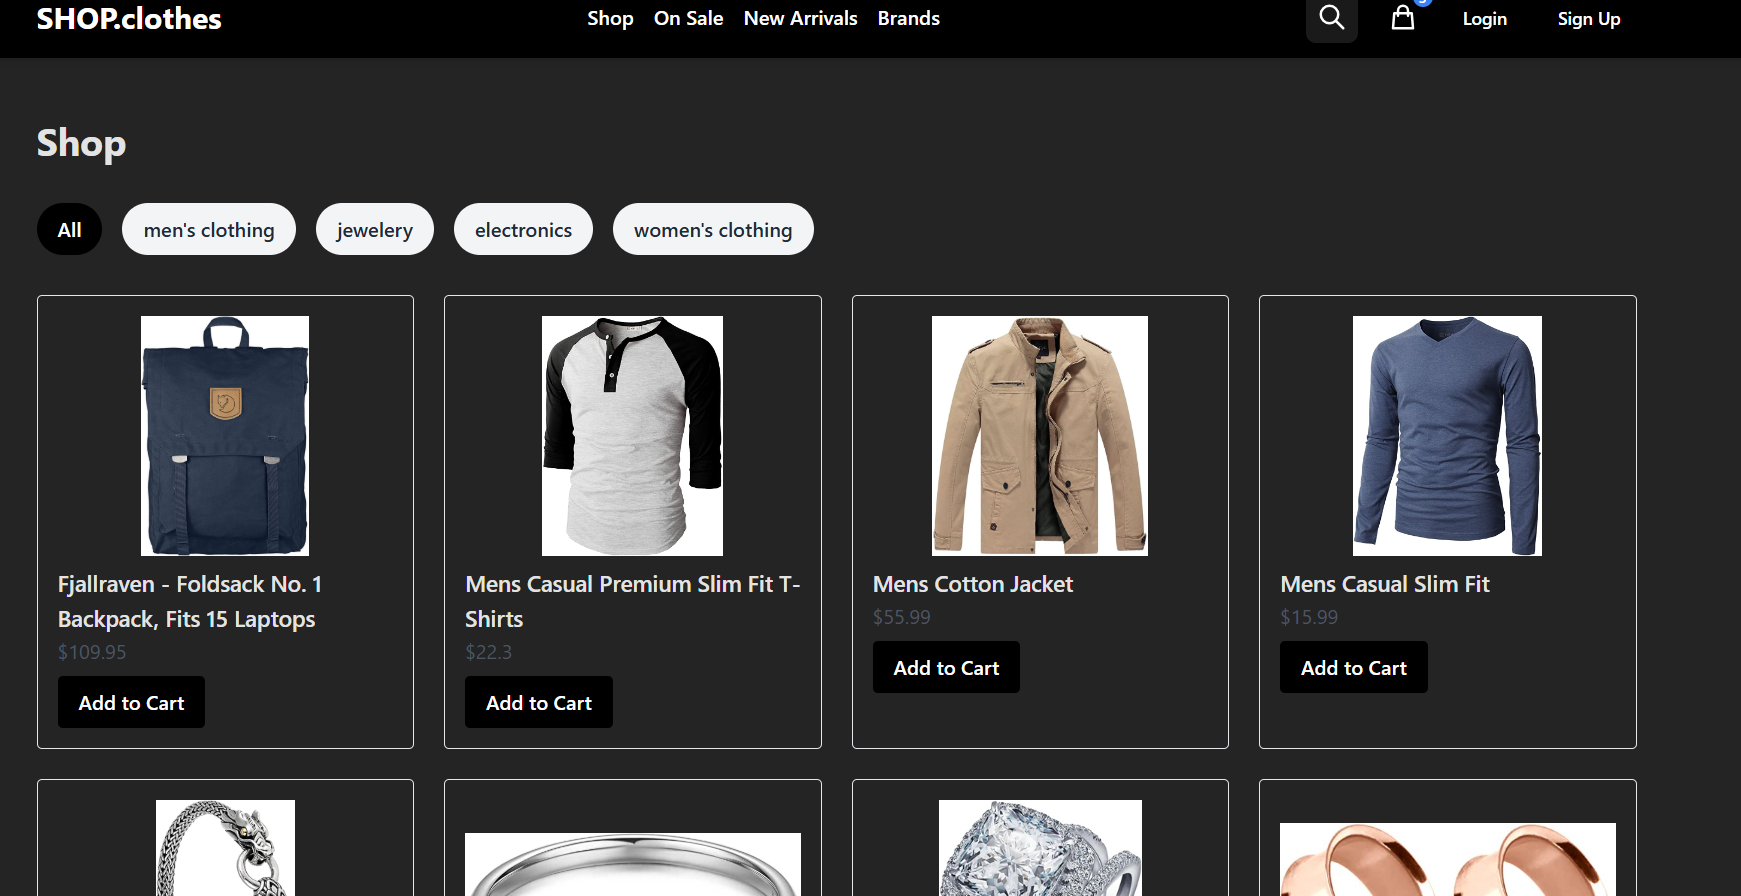 SHOP.clothes
Shop On Sale New Arrivals Brands
Login Sign Up
Shop
All men's clothing jewelery electronics women's clothing
Fjallraven - Foldsack No. 1
Backpack, Fits 15 Laptops
$109.95
Add to Cart
Mens Casual Premium Slim Fit T-
Shirts
$22.3
Add to Cart
Mens Cotton Jacket
$55.99
Add to Cart
Mens Casual Slim Fit
$15.99
Add to Cart